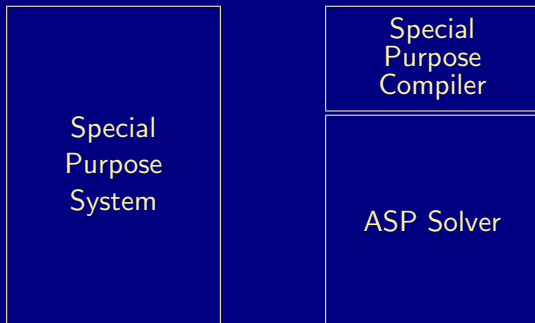 Special
Purpose
System
Special
Purpose
Compiler
ASP Solver